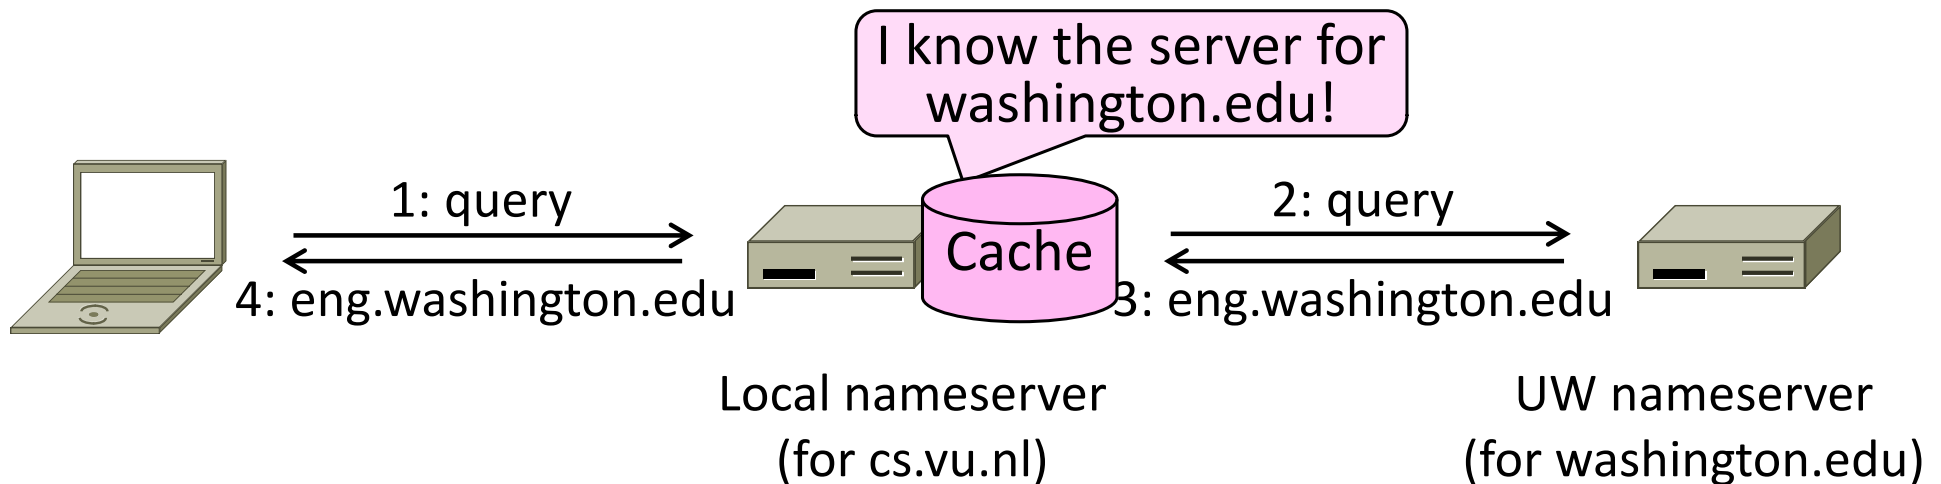 I know the server for
washington.edu!
1: query
2: query
Cache
4: eng.washington.edu
3: eng.washington.edu
Local nameserver
(for cs.vu.nl)
UW nameserver
(for washington.edu)